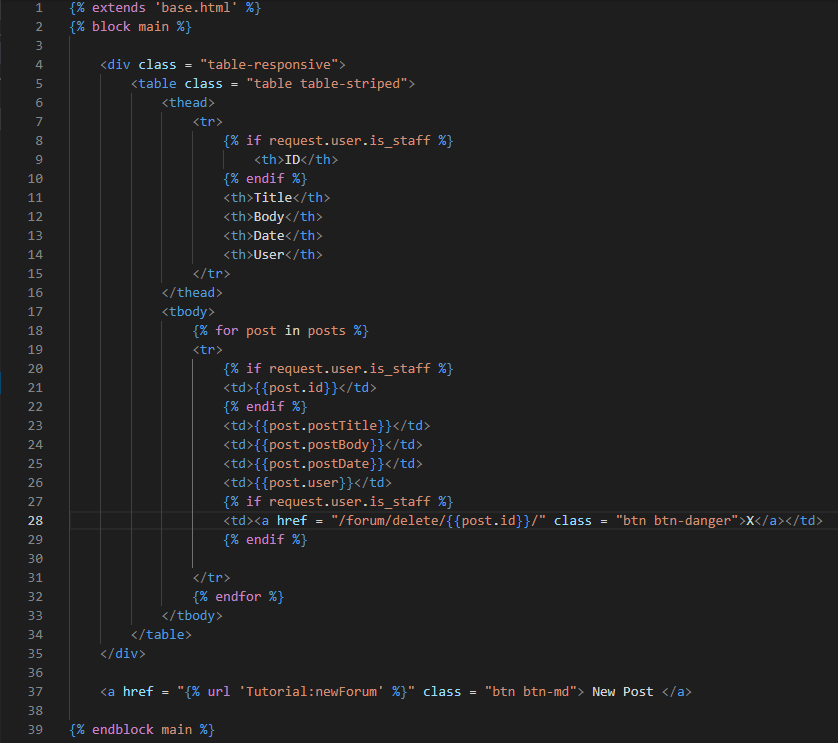 1 {% extends 'base.html' %}
2 {% block main %}
3
4 <div class = "table-responsive">
5 <table class = "table table-striped">
6 <thead>
7 <tr>
8 {% if request.user.is_staff %}
9 <th>ID</th>
10 {% endif %}
11 <th>Title</th>
12 <th>Body</th>
13 <th>Date</th>
14 <th>User</th>
15 </tr>
16 </thead>
17 <tbody>
18 {% for post in posts %}
19 <tr>
20 {% if request.user.is_staff %}
21 <td>{{post.id}}</td>
22 {% endif %}
23 <td>{{post.postTitle}}</td>
24 <td>{{post.postBody}}</td>
25 <td>{{post.postDate}}</td>
26 <td>{{post.user}}</td>
27 {% if request.user.is_staff %}
28 <td><a href = "/forum/delete/{{post.id}}/" class = "btn btn-danger">X</a></td>
29 {% endif %}
30
31 </tr>
32 {% endfor %}
33 </tbody>
34 </table>
35 </div>
36
37 <a href = "{% url 'Tutorial:newForum' %}" class = "btn btn-md"> New Post </a>
38
39 {% endblock main %}